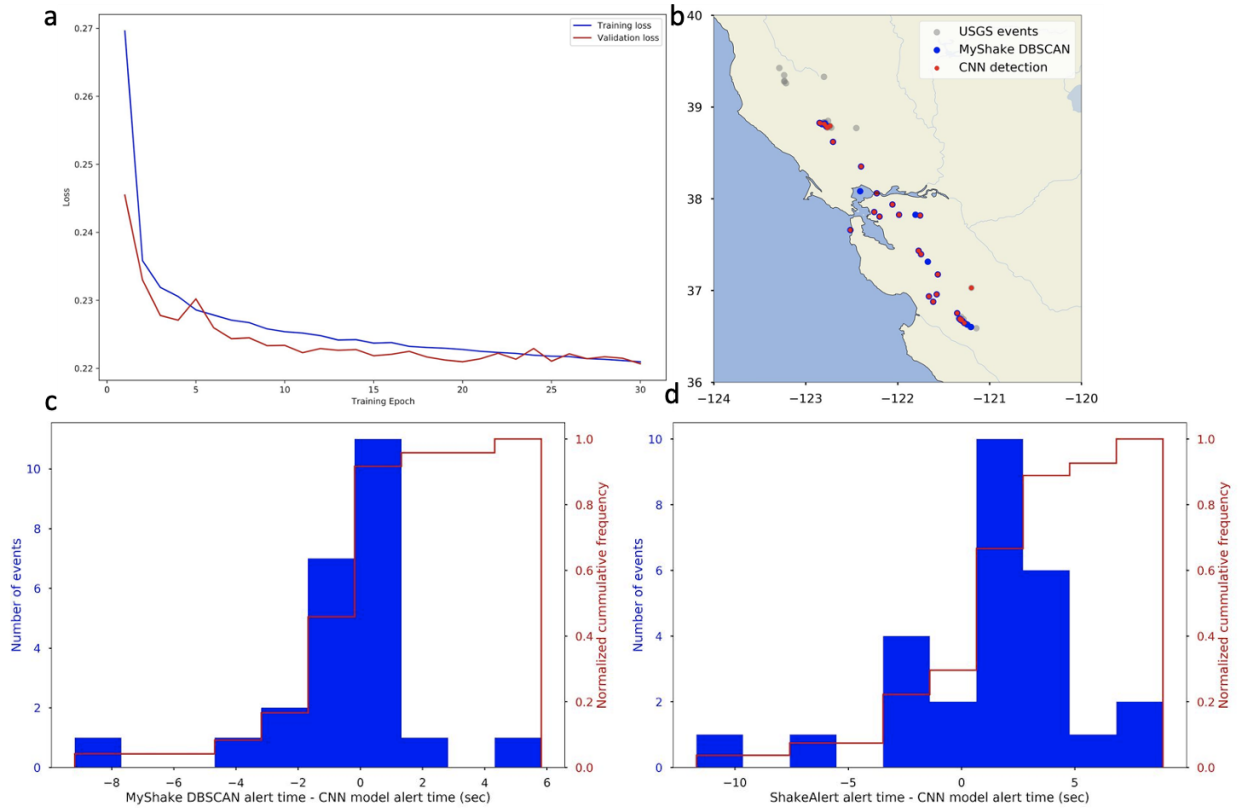 a
0.27
0.26
0.25
0.24
0.23
0.22
Loss
0 5 10 15 20 25 30
Training Epoch
Training loss
Validation loss
b
40
39
38
37
36
−124 −123 −122 −121 −120
USGS events
MyShake DBSCAN
CNN detection
c
10
8
6
4
2
0
Number of events
1.0
0.8
0.6
0.4
0.2
0.0
Normalized cummulative frequency
−8 −6 −4 −2 0 2 4 6
MyShake DBSCAN alert time - CNN model alert time (sec)
d
10
8
6
4
2
0
Number of events
1.0
0.8
0.6
0.4
0.2
0.0
Normalized cummulative frequency
−10 −5 0 5
ShakeAlert alert time - CNN model alert time (sec)